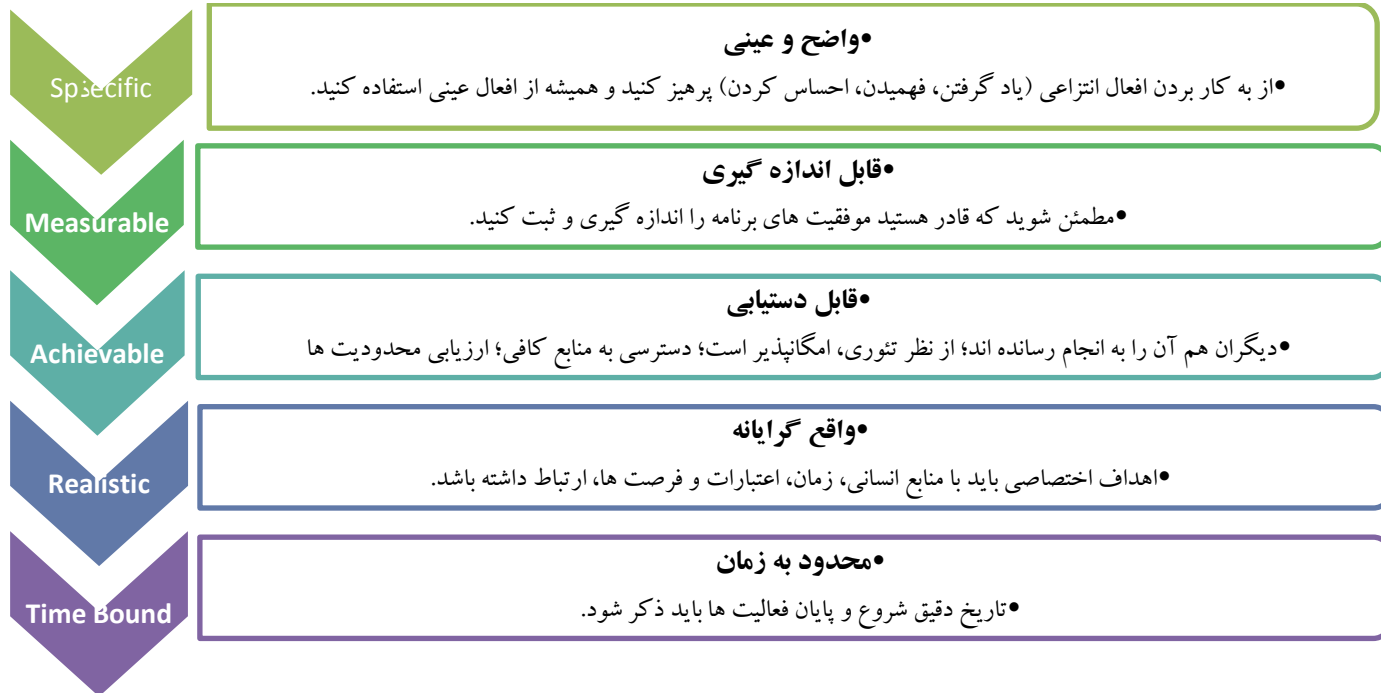 Spذecific
•واضح و عینی
•از به کار بردن افعال انتزاعی (یاد گرفتن، فهمیدن، احساس کردن) پرهیز کنید و همیشه از افعال عینی استفاده کنید.
Measurable
•قابل اندازه گیری
•مطمئن شوید که قادر هستید موفقیت های برنامه را اندازه گیری و ثبت کنید.
Achievable
•قابل دستیابی
•دیگران هم آن را به انجام رسانده اند؛ از نظر تئوری، امگانپذیر است؛ دسترسی به منابع کافی؛ ارزیابی محدودیت ها
Realistic
•واقع گرایانه
•اهداف اختصاصی باید با منابع انسانی، زمان، اعتبارات و فرصت ها، ارتباط داشته باشد.
Time Bound
•محدود به زمان
•تاریخ دقیق شروع و پایان فعالیت ها باید ذکر شود.